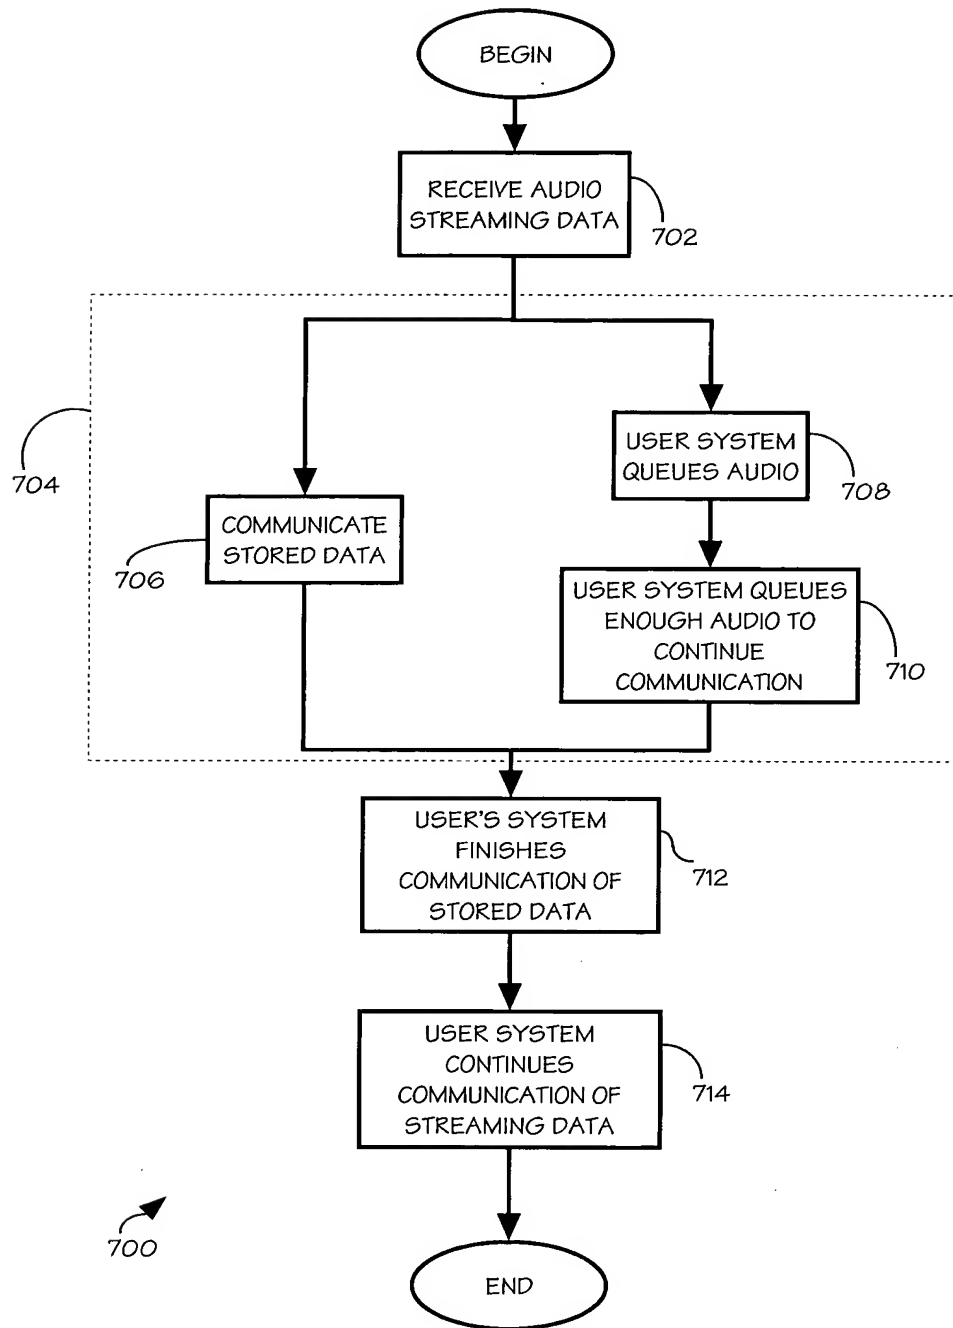 BEGIN
RECEIVE AUDIO
STREAMING DATA
702
704
USER SYSTEM
QUEUES AUDIO
708
COMMUNICATE
STORED DATA
706
USER SYSTEM QUEUES
ENOUGH AUDIO TO
CONTINUE
COMMUNICATION
710
USER'S SYSTEM
FINISHES
COMMUNICATION OF
STORED DATA
712
USER SYSTEM
CONTINUES
COMMUNICATION OF
STREAMING DATA
714
700
END